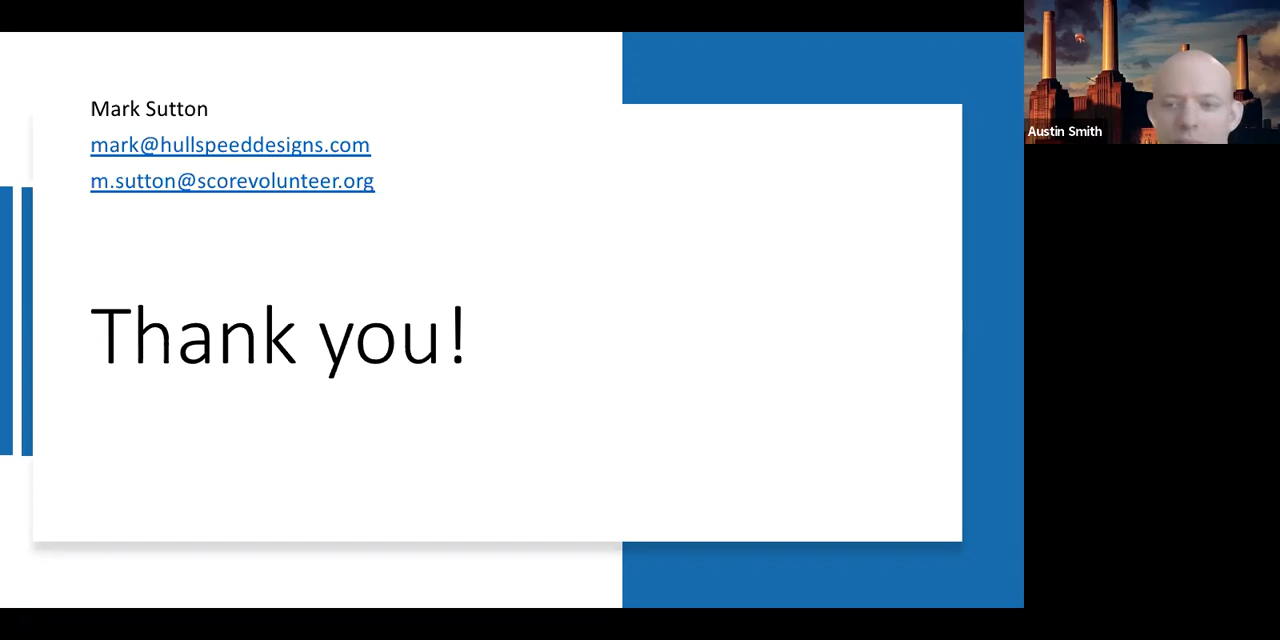 Mark Sutton
mark@hullspeeddesigns.com
m.sutton@scorevolunteer.org
Thank you!
Austin Smith